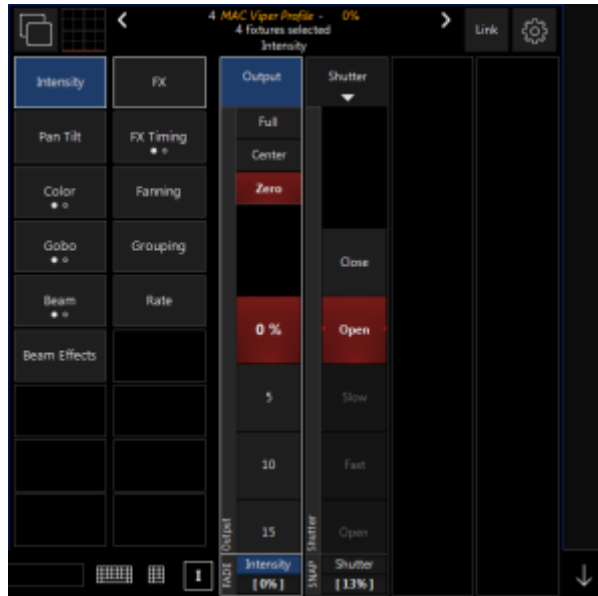 4 MAC Viper Profile - 0%
4 fixtures selected
Intensity
Link
Intensity
FX
Output
Shutter
Pan Tilt
FX Timing
Full
Center
Color
Fanning
Zero
Gobo
Grouping
Close
Beam
Rate
0 %
Open
Beam Effects
5
Slow
10
Fast
15
Open
Output
Shutter
I
FADE
Intensity
[0%]
SNAP
Shutter
[13%]